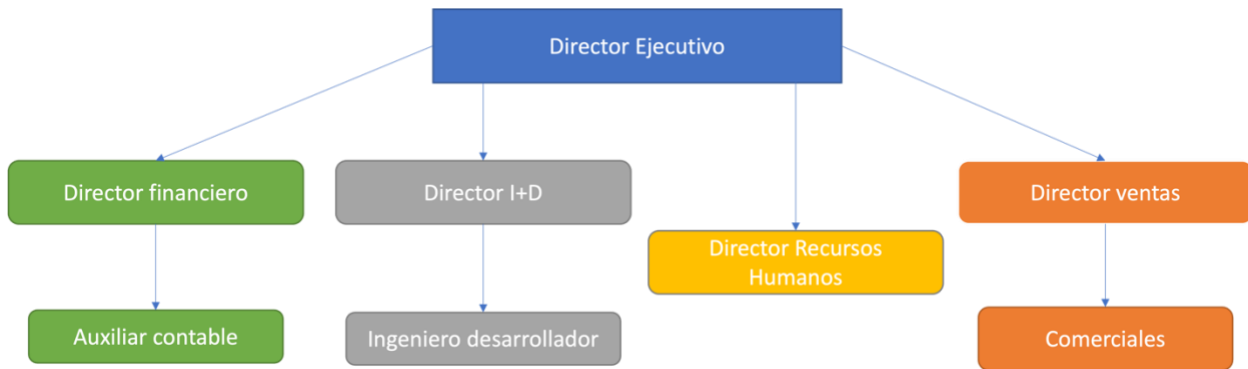 Director Ejecutivo
Director financiero
Director I+D
Director ventas
Director Recursos
Humanos
Auxiliar contable
Ingeniero desarrollador
Comerciales